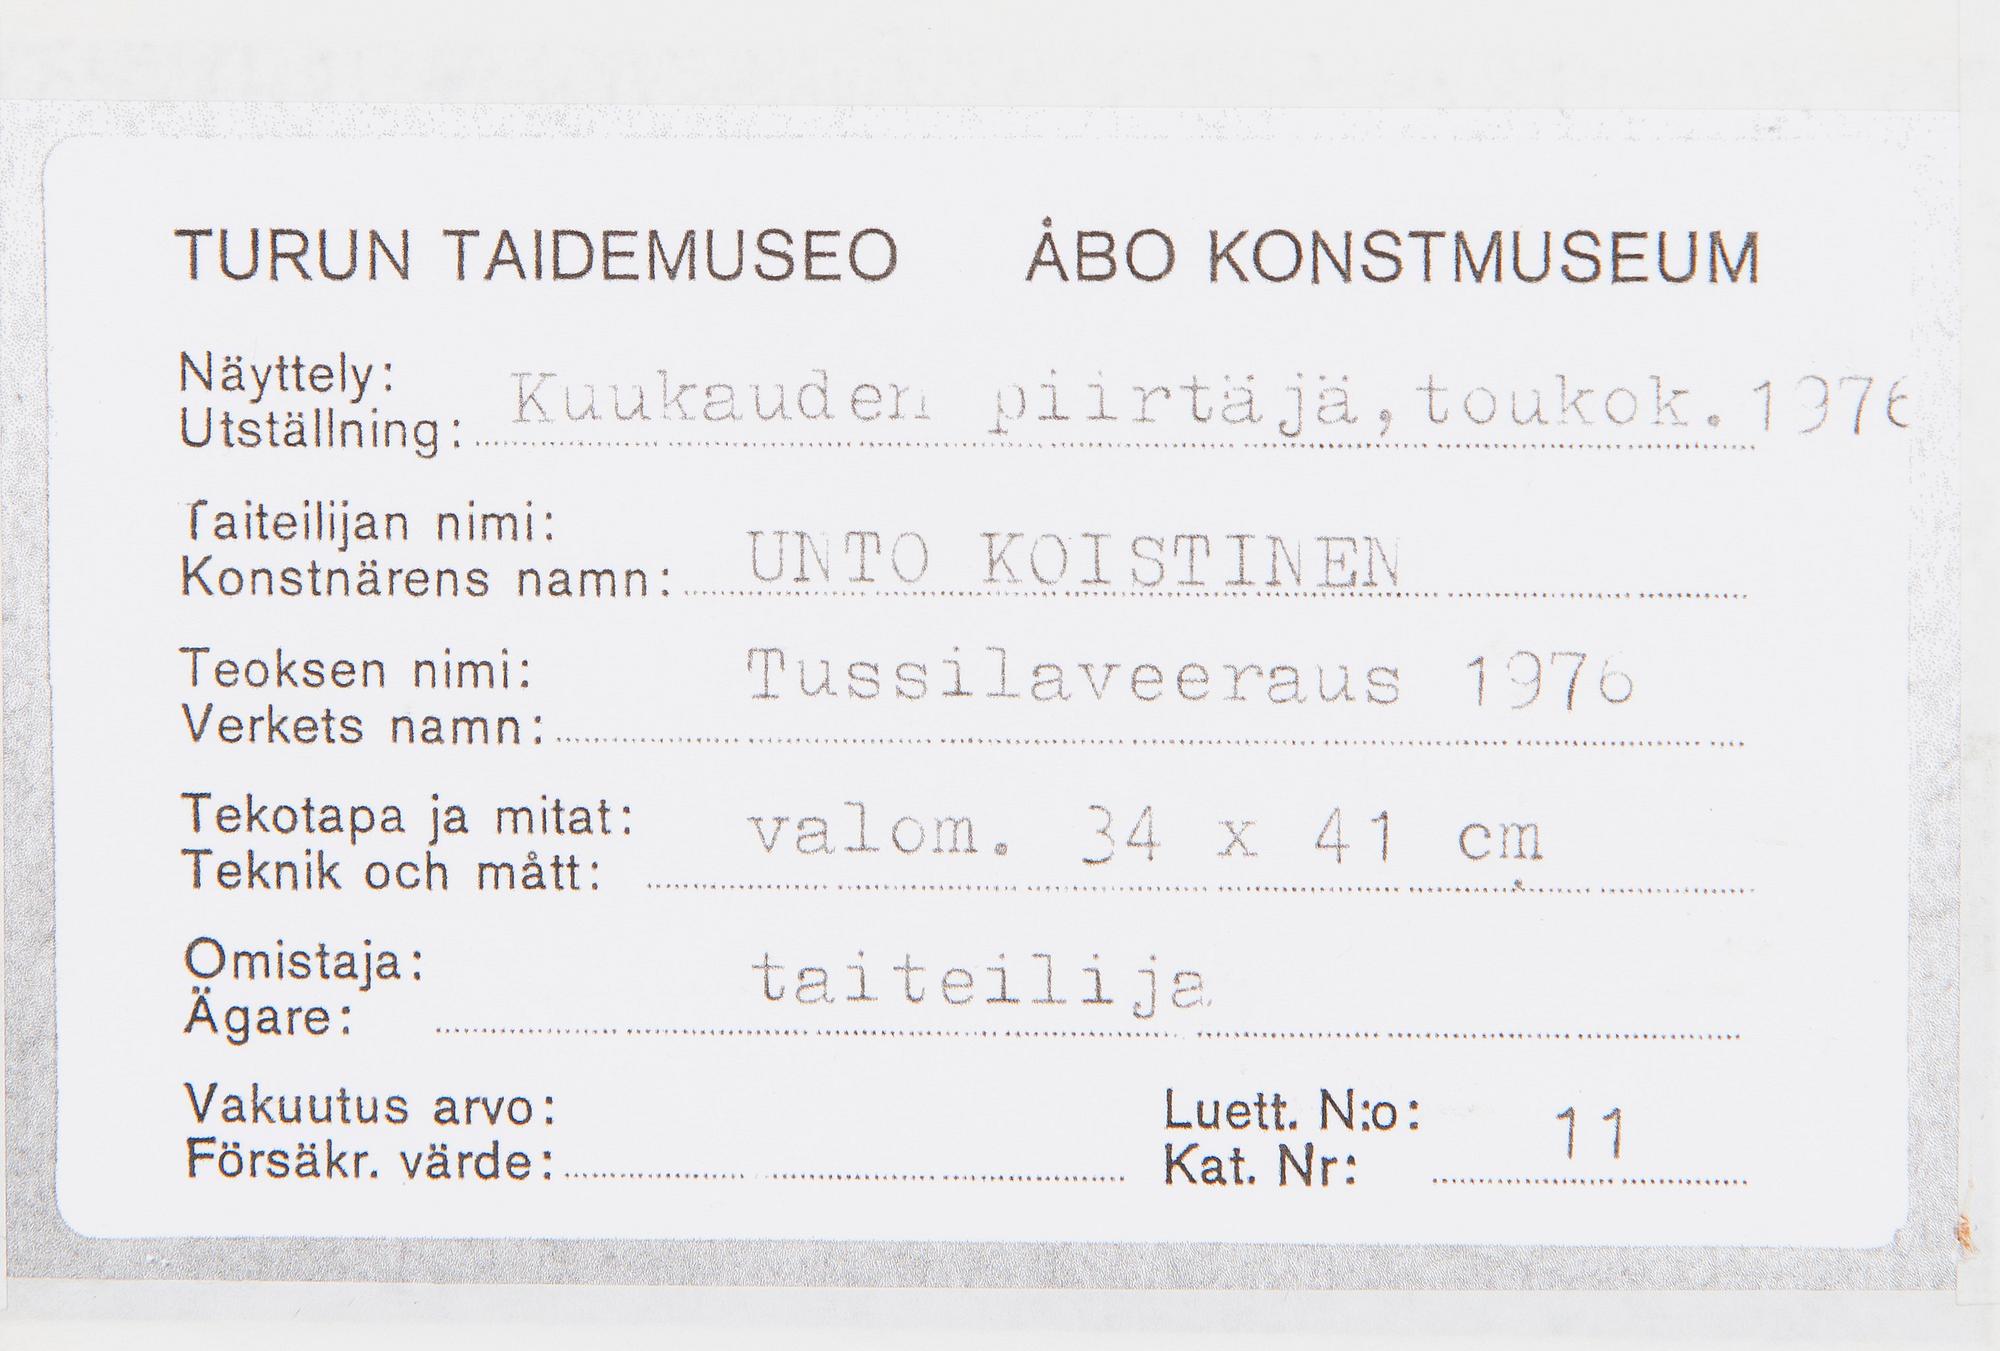 TURUN TAIDEMUSEO ÅBO KONSTMUSEUM
Näyttely:
Utställning: Kuukauden piirtäjä, toukok. 1976
Taiteilijan nimi:
Konstnärens namn: UNTO KOISTINEN
Teoksen nimi: Tussilaveeraus 1976
Verkets namn:
Tekotapa ja mitat: valom. 34 x 41 cm
Teknik och mått:
Omistaja: taiteilija
Ägare:
Vakuutus arvo: Luett. N:o: 11
Försäkr. värde: Kat. Nr: